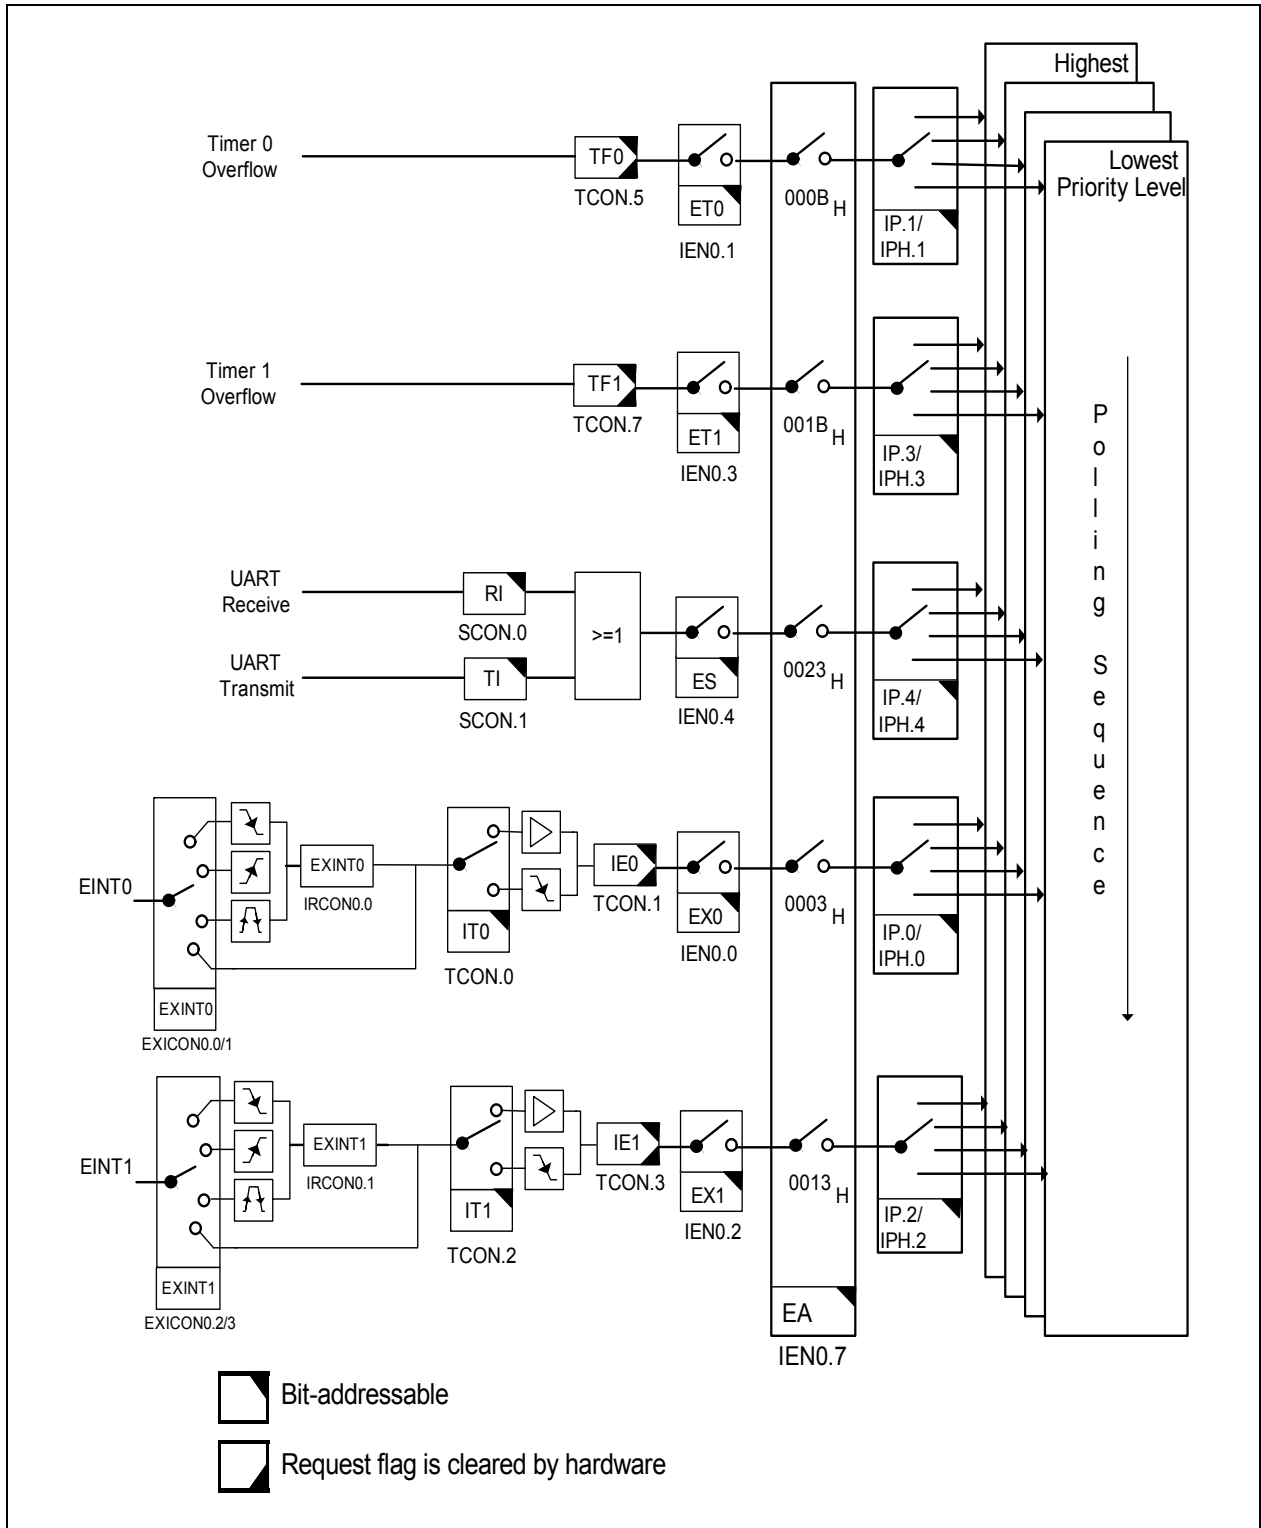 Highest
Lowest
Priority Level
Timer 0
Overflow
TF0
TCON.5
ET0
IEN0.1
000B H
IP.1/
IPH.1
Timer 1
Overflow
TF1
TCON.7
ET1
IEN0.3
001B H
IP.3/
IPH.3
UART
Receive
RI
SCON.0
UART
Transmit
TI
SCON.1
>=1
ES
IEN0.4
0023 H
IP.4/
IPH.4
Polling Sequence
EINT0
EXINT0
EXICON0.0/1
EXINT0
IRCON0.0
IT0
TCON.0
IE0
TCON.1
EX0
IEN0.0
0003 H
IP.0/
IPH.0
EINT1
EXINT1
EXICON0.2/3
EXINT1
IRCON0.1
IT1
TCON.2
IE1
TCON.3
EX1
IEN0.2
0013 H
IP.2/
IPH.2
EA
IEN0.7
Bit-addressable
Request flag is cleared by hardware